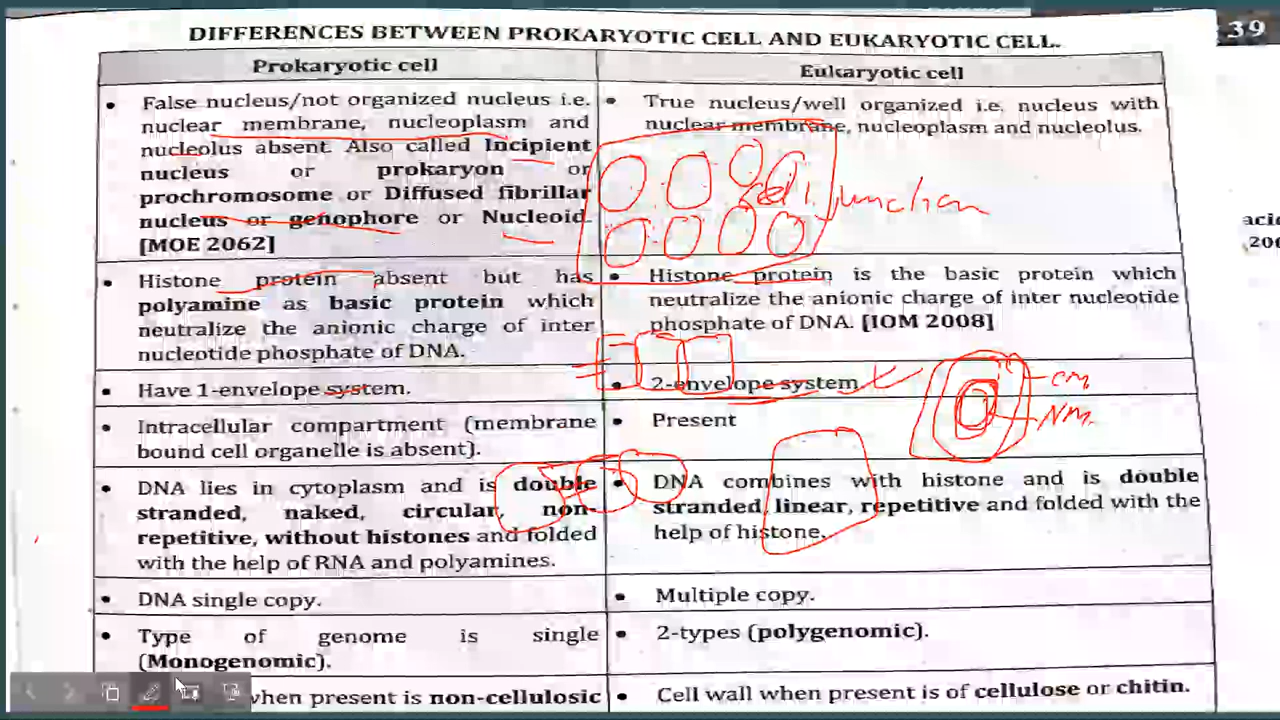 39
DIFFERENCES BETWEEN PROKARYOTIC CELL AND EUKARYOTIC CELL.
Prokaryotic cell
Eukaryotic cell
• False nucleus/not organized nucleus i.e.
nuclear membrane, nucleoplasm and
nucleolus absent. Also called Incipient
nucleus or prokaryon or
prochromosome or Diffused fibrillar
nucleus or genophore or Nucleoid.
[MOE 2062]
• True nucleus/well organized i.e. nucleus with
nuclear membrane, nucleoplasm and nucleolus.
cell junction
• Histone protein absent but has
polyamine as basic protein which
neutralize the anionic charge of inter
nucleotide phosphate of DNA.
• Histone protein is the basic protein which
neutralize the anionic charge of inter nucleotide
phosphate of DNA. [IOM 2008]
• Have 1-envelope system.
• 2-envelope system
cm
NM.
• Intracellular compartment (membrane
bound cell organelle is absent).
• Present
• DNA lies in cytoplasm and is double
stranded, naked, circular, non-
repetitive, without histones and folded
with the help of RNA and polyamines.
• DNA combines with histone and is double
stranded, linear, repetitive and folded with the
help of histone.
• DNA single copy.
• Multiple copy.
• Type of genome is single
(Monogenomic).
• 2-types (polygenomic).
when present is non-cellulosic
• Cell wall when present is of cellulose or chitin.